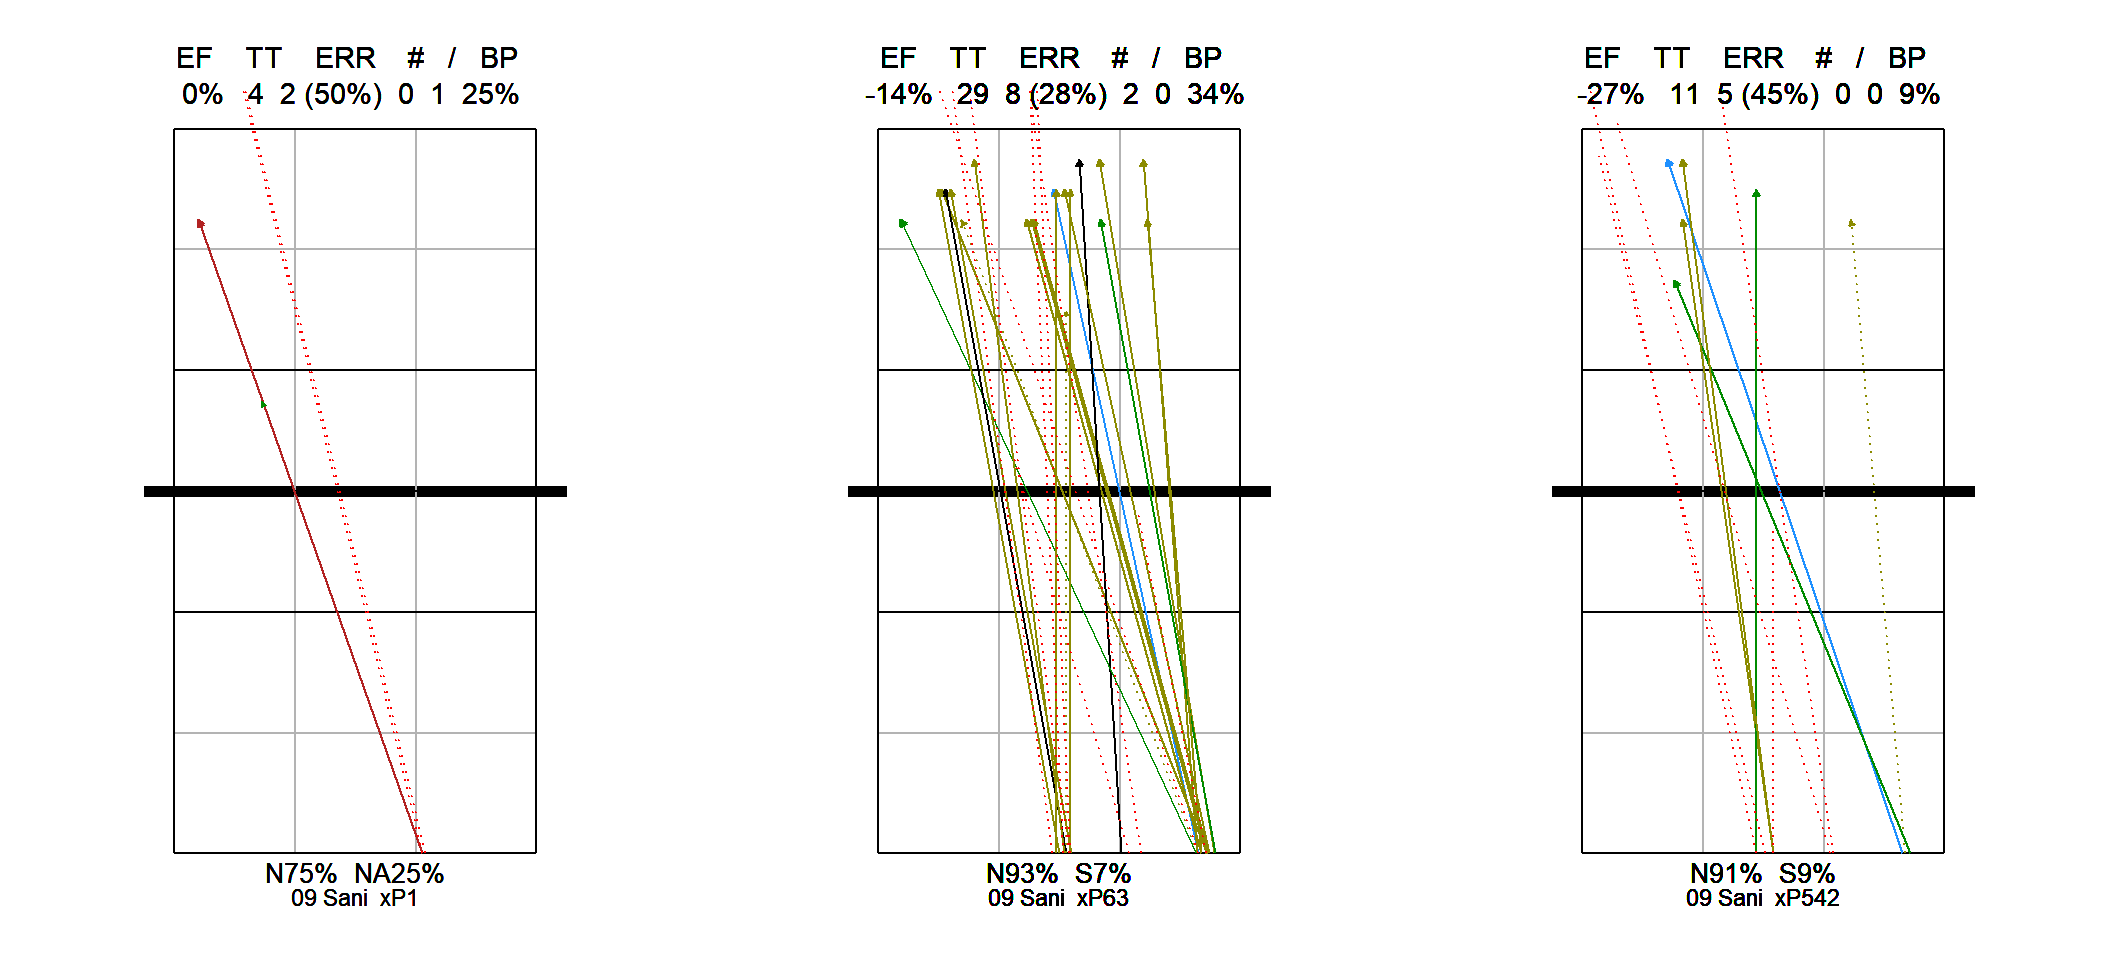 EF TT ERR # / BP
0% 4 2 (50%) 0 1 25%
N75% NA25%
09 Sani xP1
EF TT ERR # / BP
-14% 29 8 (28%) 2 0 34%
N93% S7%
09 Sani xP63
EF TT ERR # / BP
-27% 11 5 (45%) 0 0 9%
N91% S9%
09 Sani xP542